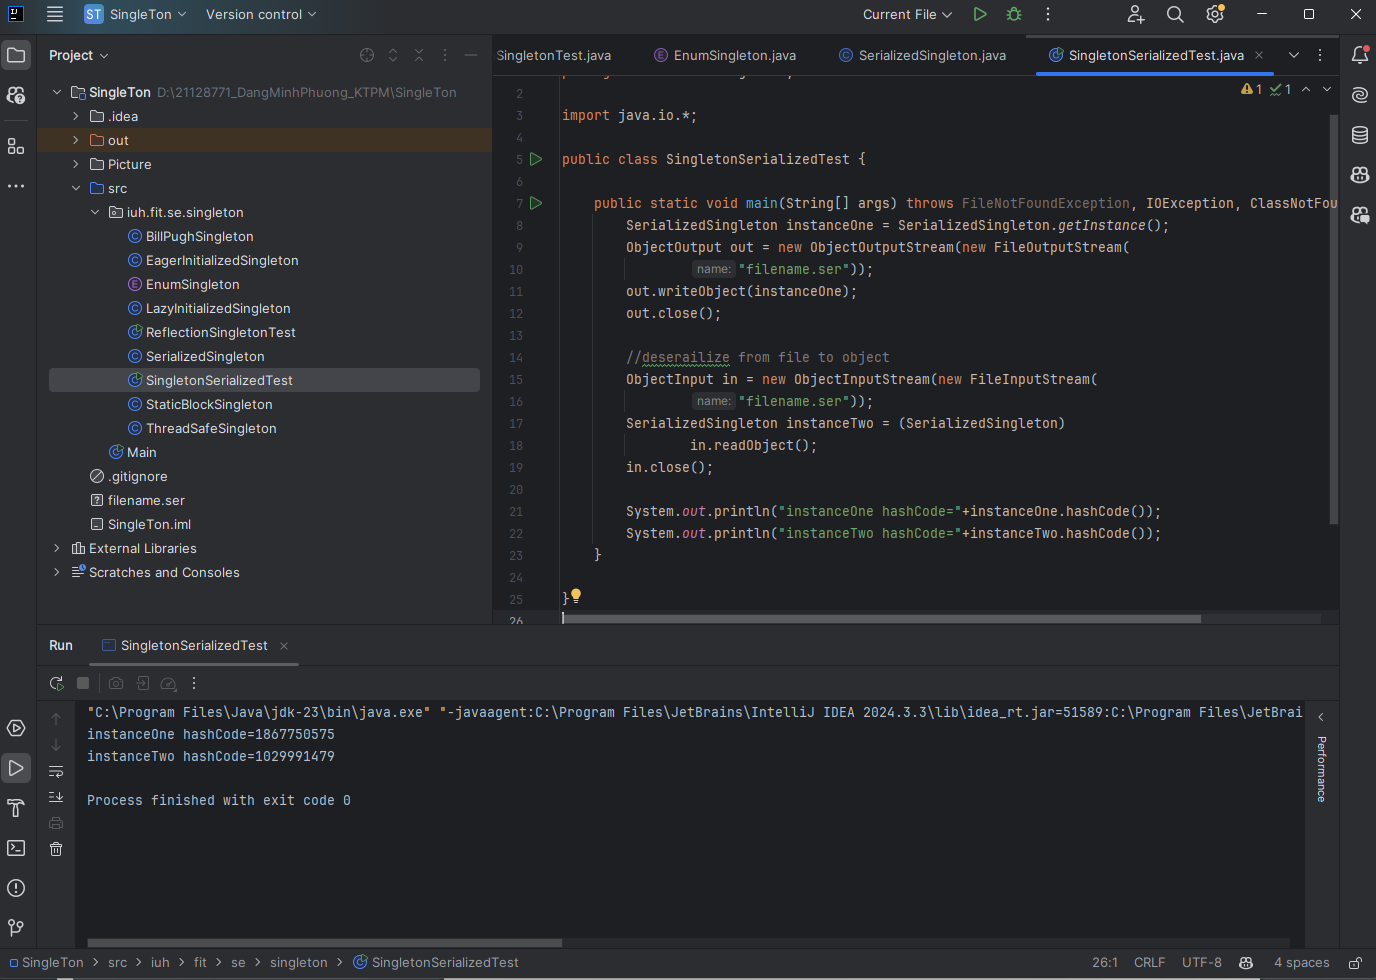 ST SingleTon Version control Current File
Project
SingletonTest.java EnumSingleton.java SerializedSingleton.java SingletonSerializedTest.java
SingleTon D:\21128771_DangMinhPhuong_KTPM\SingleTon
.idea
out
Picture
src
iuh.fit.se.singleton
BillPughSingleton
EagerInitializedSingleton
EnumSingleton
LazyInitializedSingleton
ReflectionSingletonTest
SerializedSingleton
SingletonSerializedTest
StaticBlockSingleton
ThreadSafeSingleton
Main
.gitignore
filename.ser
SingleTon.iml
External Libraries
Scratches and Consoles
1 1
2
3 import java.io.*;
4
5 public class SingletonSerializedTest {
6
7 public static void main(String[] args) throws FileNotFoundException, IOException, ClassNotFou
8 SerializedSingleton instanceOne = SerializedSingleton.getInstance();
9 ObjectOutput out = new ObjectOutputStream(new FileOutputStream(
10 name: "filename.ser"));
11 out.writeObject(instanceOne);
12 out.close();
13
14 //deserailize from file to object
15 ObjectInput in = new ObjectInputStream(new FileInputStream(
16 name: "filename.ser"));
17 SerializedSingleton instanceTwo = (SerializedSingleton)
18 in.readObject();
19 in.close();
20
21 System.out.println("instanceOne hashCode="+instanceOne.hashCode());
22 System.out.println("instanceTwo hashCode="+instanceTwo.hashCode());
23 }
24
25 }
26
Run SingletonSerializedTest
"C:\Program Files\Java\jdk-23\bin\java.exe" "-javaagent:C:\Program Files\JetBrains\IntelliJ IDEA 2024.3.3\lib\idea_rt.jar=51589:C:\Program Files\JetBrai
instanceOne hashCode=1867750575
instanceTwo hashCode=1029991479
Process finished with exit code 0
Performance
SingleTon > src > iuh > fit > se > singleton > SingletonSerializedTest 26:1 CRLF UTF-8 4 spaces